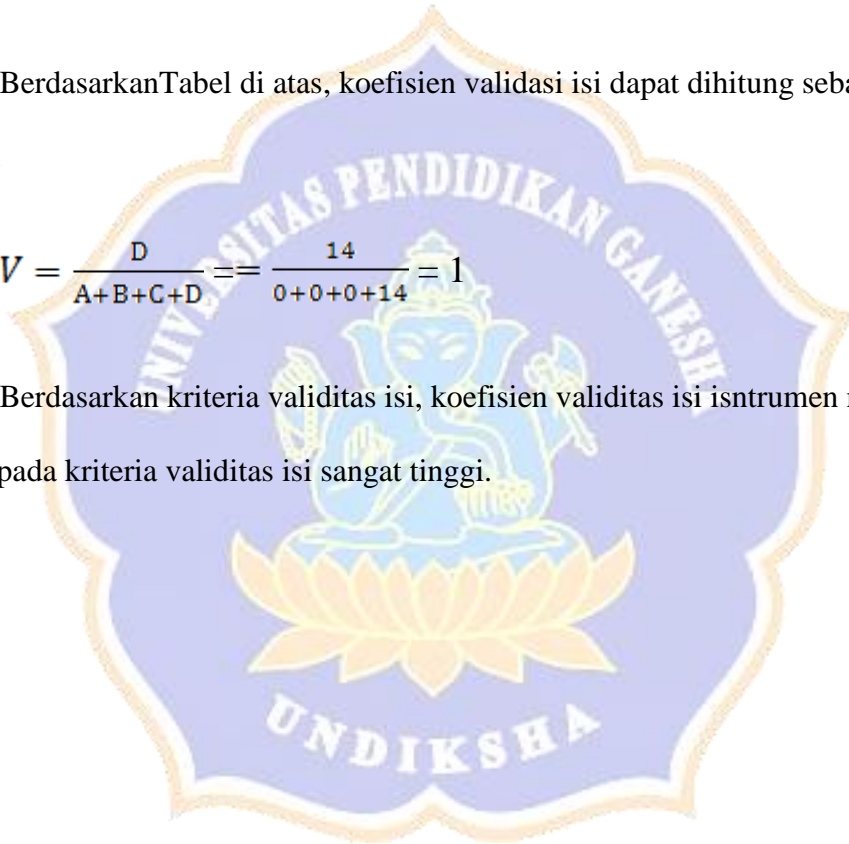 BerdasarkanTabel di atas, koefisien validasi isi dapat dihitung
V = D / A+B+C+D == 14 / 0+0+0+14 = 1
Berdasarkan kriteria validitas isi, koefisien validitas isi isntrumen
pada kriteria validitas isi sangat tinggi.
UNIVERSITAS PENDIDIKAN GANESHA
UNDIKSHA